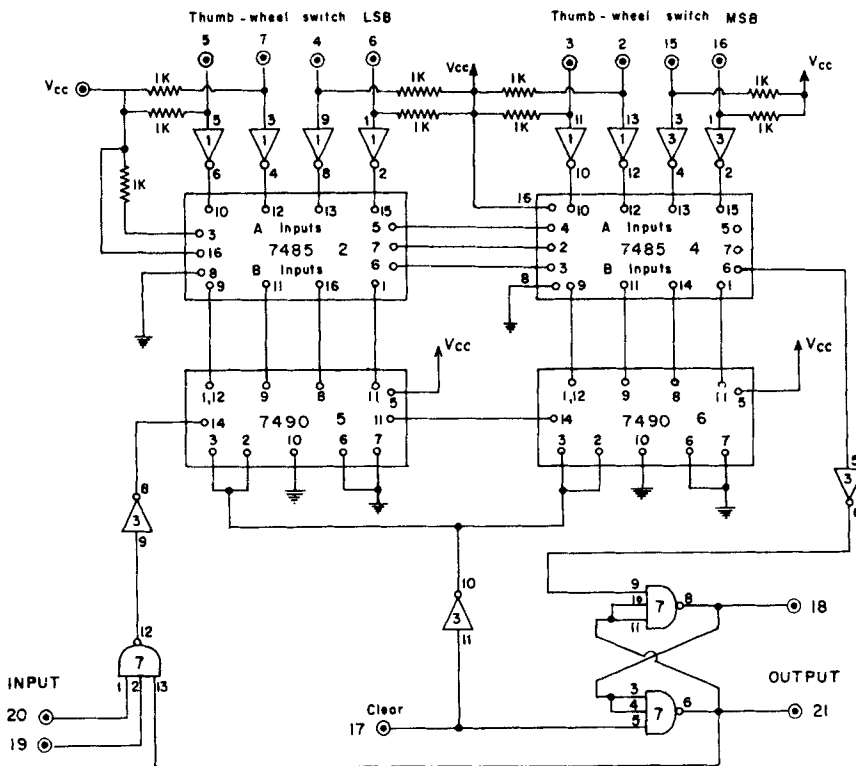 Thumb-wheel switch LSB Thumb-wheel switch MSB
5 7 4 6 3 2 15 16
Vcc 1K 1K Vcc 1K 1K Vcc
1K 1K 1K 1K
5 3 9 1 11 13 3 1
1 1 1 1 1 1 3 3
6 4 8 2 10 12 4 2
1K
10 12 13 15 16 10 12 13 15
3 A Inputs 5 4 A Inputs 5
16 7485 2 7 2 7485 4 7
8 B Inputs 6 3 B Inputs 6
9 11 16 1 8 9 11 14 1
Vcc Vcc
1,12 9 8 11 5 1,12 9 8 11 5
14 7490 5 11 14 7490 6
3 2 10 6 7 3 2 10 6 7
15
3
6
8
3
9
10
3
11
9
10 7 8 18
11
12
7
1 2 13
INPUT
20
19
Clear
17
3
4 7 6
5
OUTPUT
21